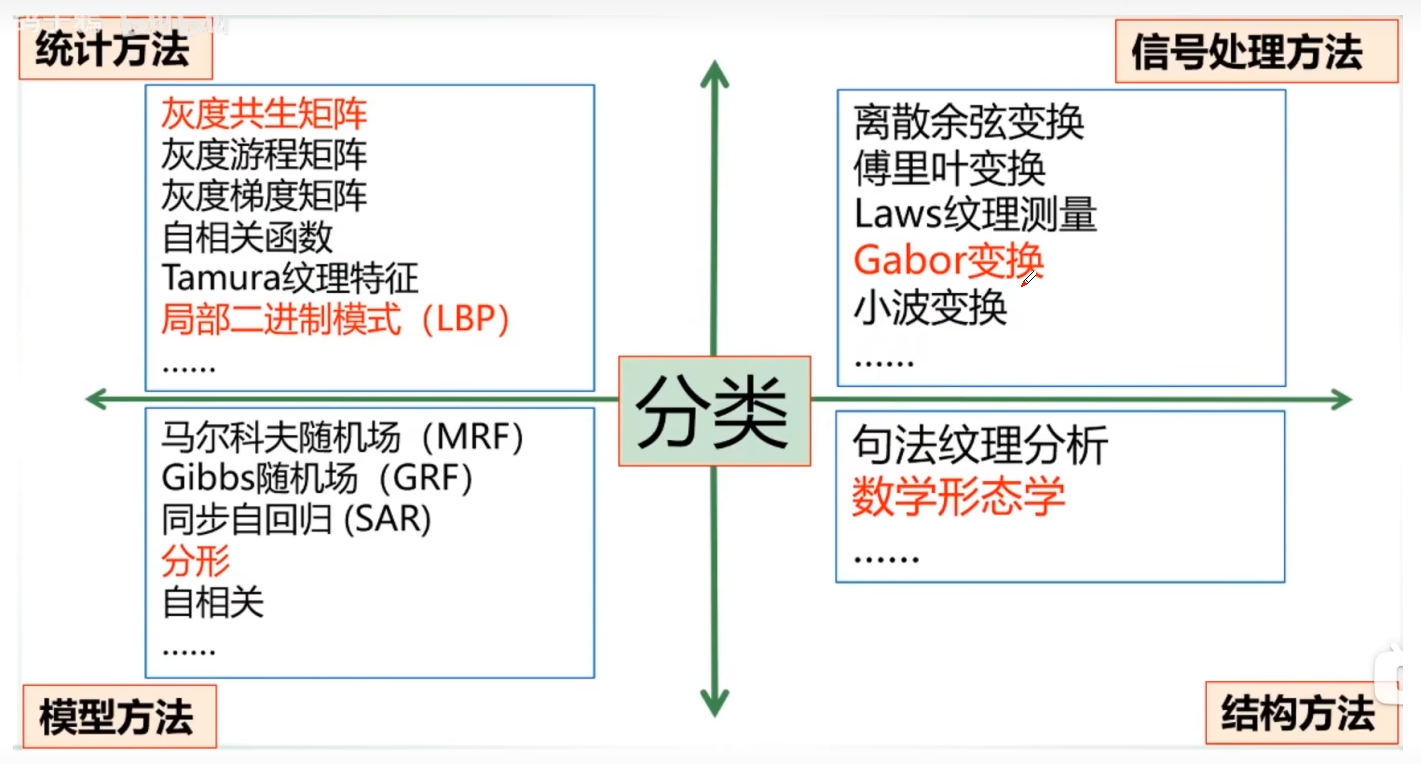 统计方法
灰度共生矩阵
灰度游程矩阵
灰度梯度矩阵
自相关函数
Tamura纹理特征
局部二进制模式（LBP）
……
信号处理方法
离散余弦变换
傅里叶变换
Laws纹理测量
Gabor变换
小波变换
……
分类
马尔科夫随机场（MRF）
Gibbs随机场（GRF）
同步自回归 (SAR)
分形
自相关
……
模型方法
句法纹理分析
数学形态学
……
结构方法